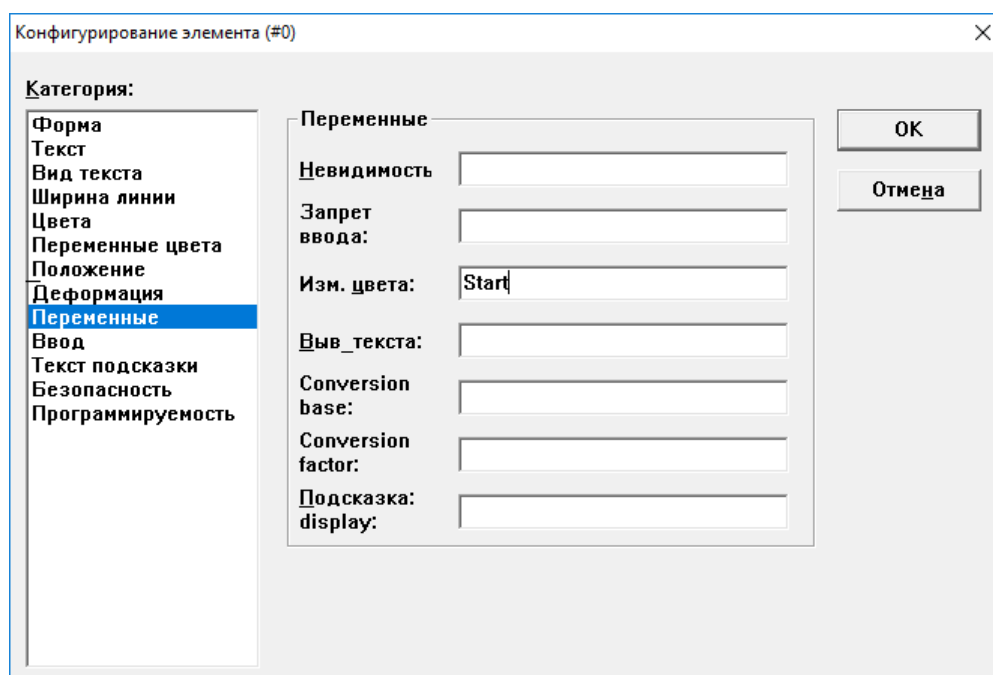 Конфигурирование элемента (#0)
Категория:
Форма
Текст
Вид текста
Ширина линии
Цвета
Переменные цвета
Положение
Деформация
Переменные
Ввод
Текст подсказки
Безопасность
Программируемость
Переменные
Невидимость
Запрет
ввода:
Изм. цвета:
Start
Выв_текста:
Conversion
base:
Conversion
factor:
Подсказка:
display:
OK
Отмена